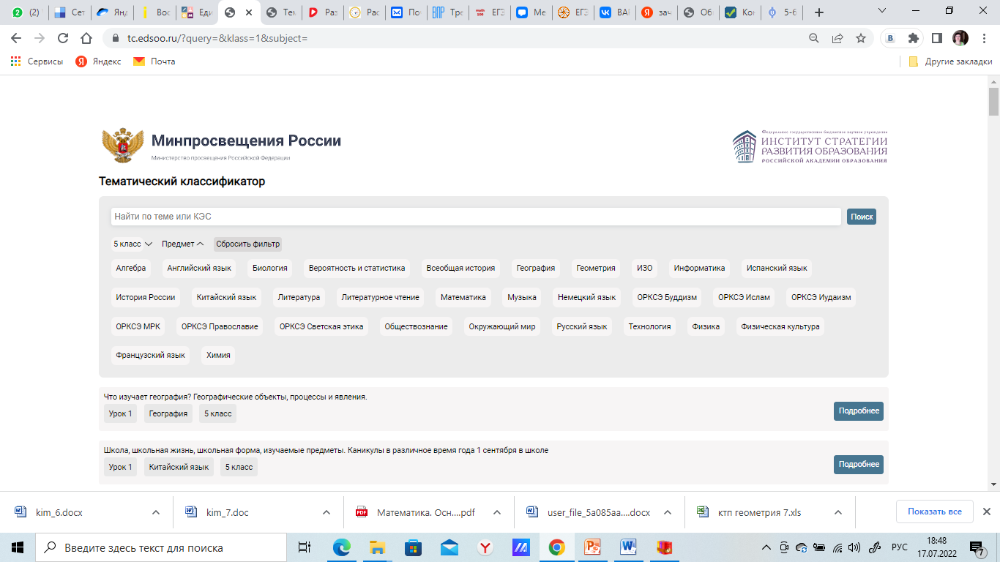 (2)
Сет
Янд
Вос
Еди
Тем
Раз
Рас
По
Тре
ЕГЭ
Ме
ЕГЭ
ВАІ
зач
Об
Кон
5-6
tc.edsoo.ru/?query=&klass=1&subject=
Сервисы Яндекс Почта Другие закладки
Минпросвещения России
Министерство просвещения Российской Федерации
Федеральное государственное бюджетное научное учреждение
ИНСТИТУТ СТРАТЕГИИ
РАЗВИТИЯ ОБРАЗОВАНИЯ
РОССИЙСКОЙ АКАДЕМИИ ОБРАЗОВАНИЯ
Тематический классификатор
Найти по теме или КЭС Поиск
5 класс Предмет Сбросить фильтр
Алгебра Английский язык Биология Вероятность и статистика Всеобщая история География Геометрия ИЗО Информатика Испанский язык
История России Китайский язык Литература Литературное чтение Математика Музыка Немецкий язык ОРКСЭ Буддизм ОРКСЭ Ислам ОРКСЭ Иудаизм
ОРКСЭ МРК ОРКСЭ Православие ОРКСЭ Светская этика Обществознание Окружающий мир Русский язык Технология Физика Физическая культура
Французский язык Химия
Что изучает география? Географические объекты, процессы и явления.
Урок 1 География 5 класс Подробнее
Школа, школьная жизнь, школьная форма, изучаемые предметы. Каникулы в различное время года 1 сентября в школе
Урок 1 Китайский язык 5 класс Подробнее
kim_6.docx kim_7.doc Математика. Осн....pdf user_file_5a085aa....docx ктп геометрия 7.xls Показать все
Введите здесь текст для поиска
РУС
18:48
17.07.2022
7